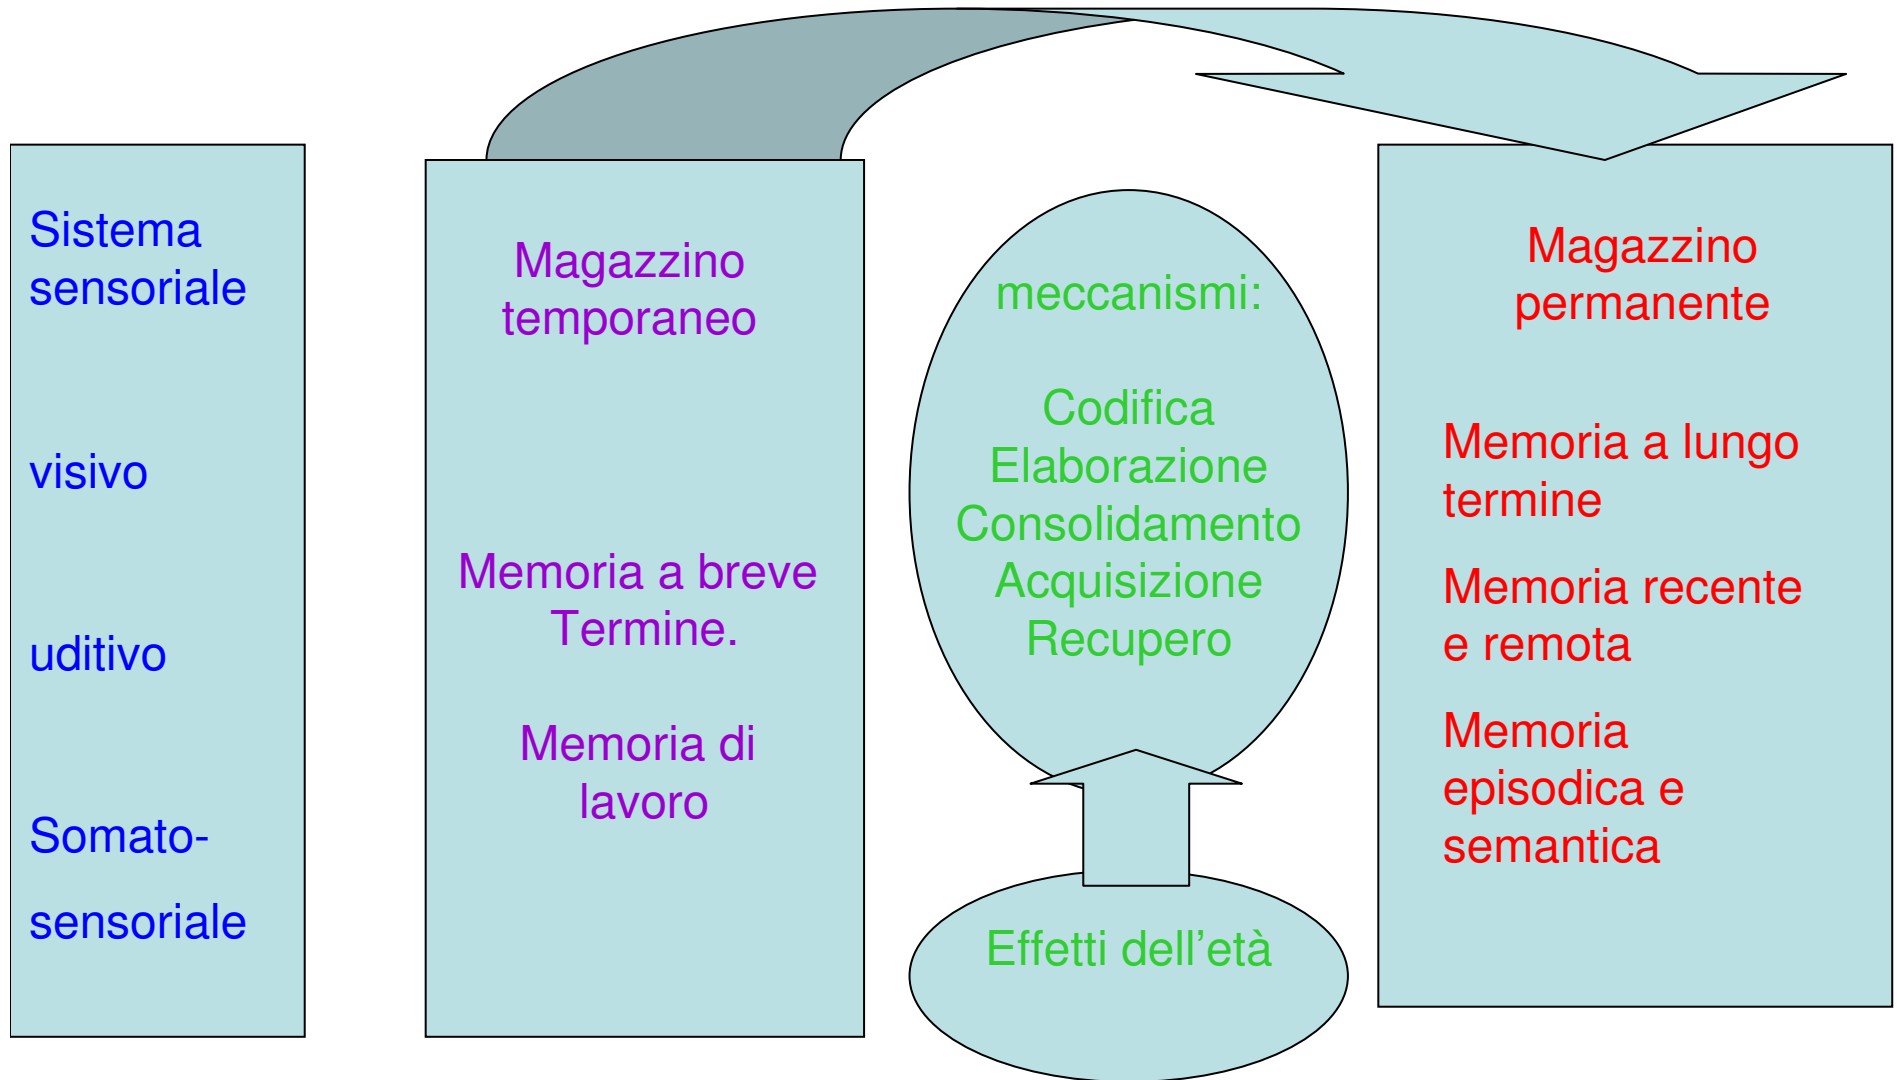 Sistema
sensoriale
visivo
uditivo
Somato-
sensoriale
Magazzino
temporaneo
Memoria a breve
Termine.
Memoria di
lavoro
meccanismi:
Codifica
Elaborazione
Consolidamento
Acquisizione
Recupero
Effetti dell'età
Magazzino
permanente
Memoria a lungo
termine
Memoria recente
e remota
Memoria
episodica e
semantica